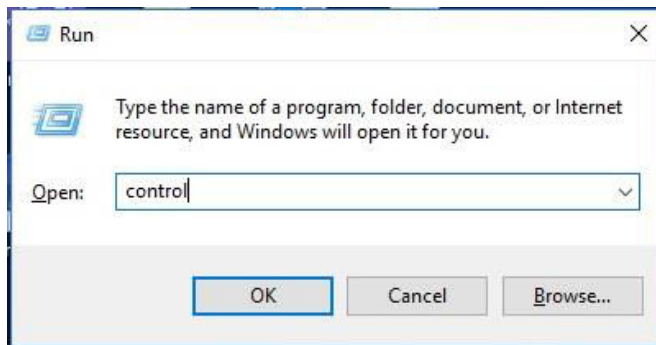 Run
Type the name of a program, folder, document, or Internet
resource, and Windows will open it for you.
Open: control
OK Cancel Browse...